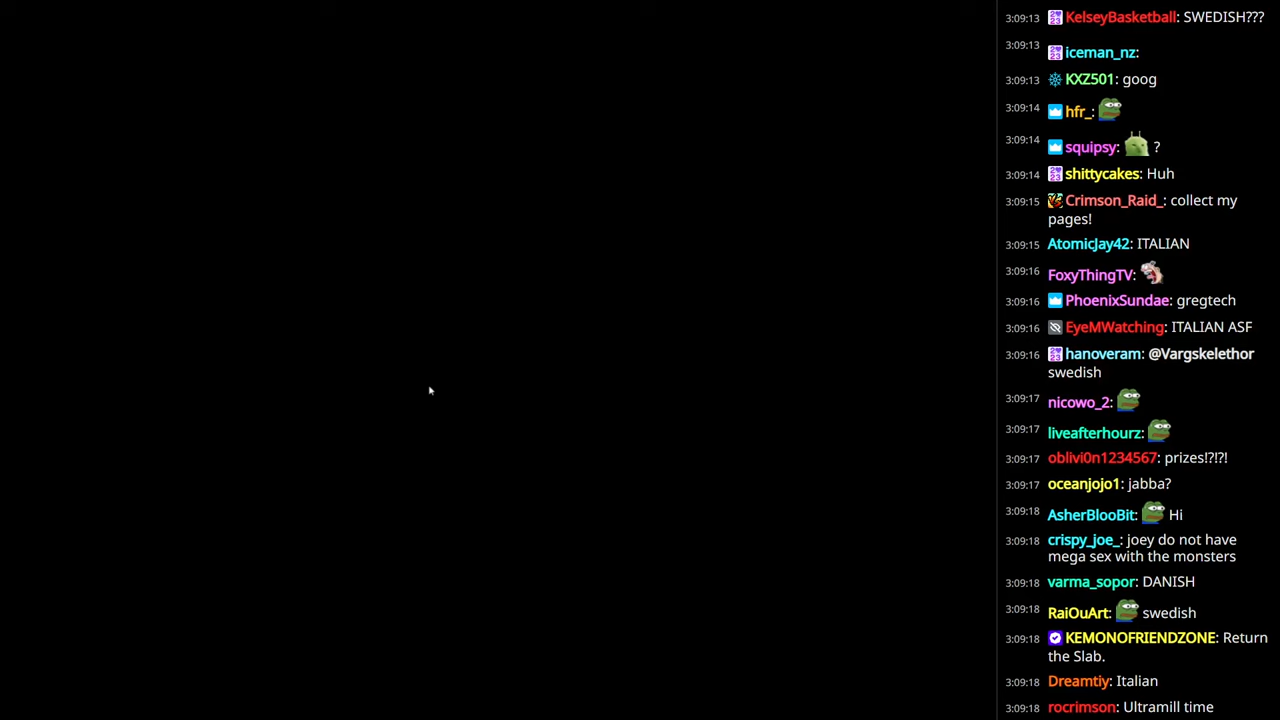 3:09:13 KelseyBasketball: SWEDISH???
3:09:13 iceman_nz:
3:09:13 KXZ501: goog
3:09:14 hfr_:
3:09:14 squipsy: ?
3:09:14 shittycakes: Huh
3:09:15 Crimson_Raid_: collect my
pages!
3:09:15 AtomicJay42: ITALIAN
3:09:16 FoxyThingTV:
3:09:16 PhoenixSundae: gregtech
3:09:16 EyeMWatching: ITALIAN ASF
3:09:16 hanoveram: @Vargskelethor
swedish
3:09:17 nicowo_2:
3:09:17 liveafterhourz:
3:09:17 oblivi0n1234567: prizes!?!?!
3:09:17 oceanjojo1: jabba?
3:09:18 AsherBlooBit: Hi
3:09:18 crispy_joe_: joey do not have
mega sex with the monsters
3:09:18 varma_sopor: DANISH
3:09:18 RaiOuArt: swedish
3:09:18 KEMONOFRIENDZONE: Return
the Slab.
3:09:18 Dreamtiy: Italian
3:09:18 rocrimson: Ultramill time